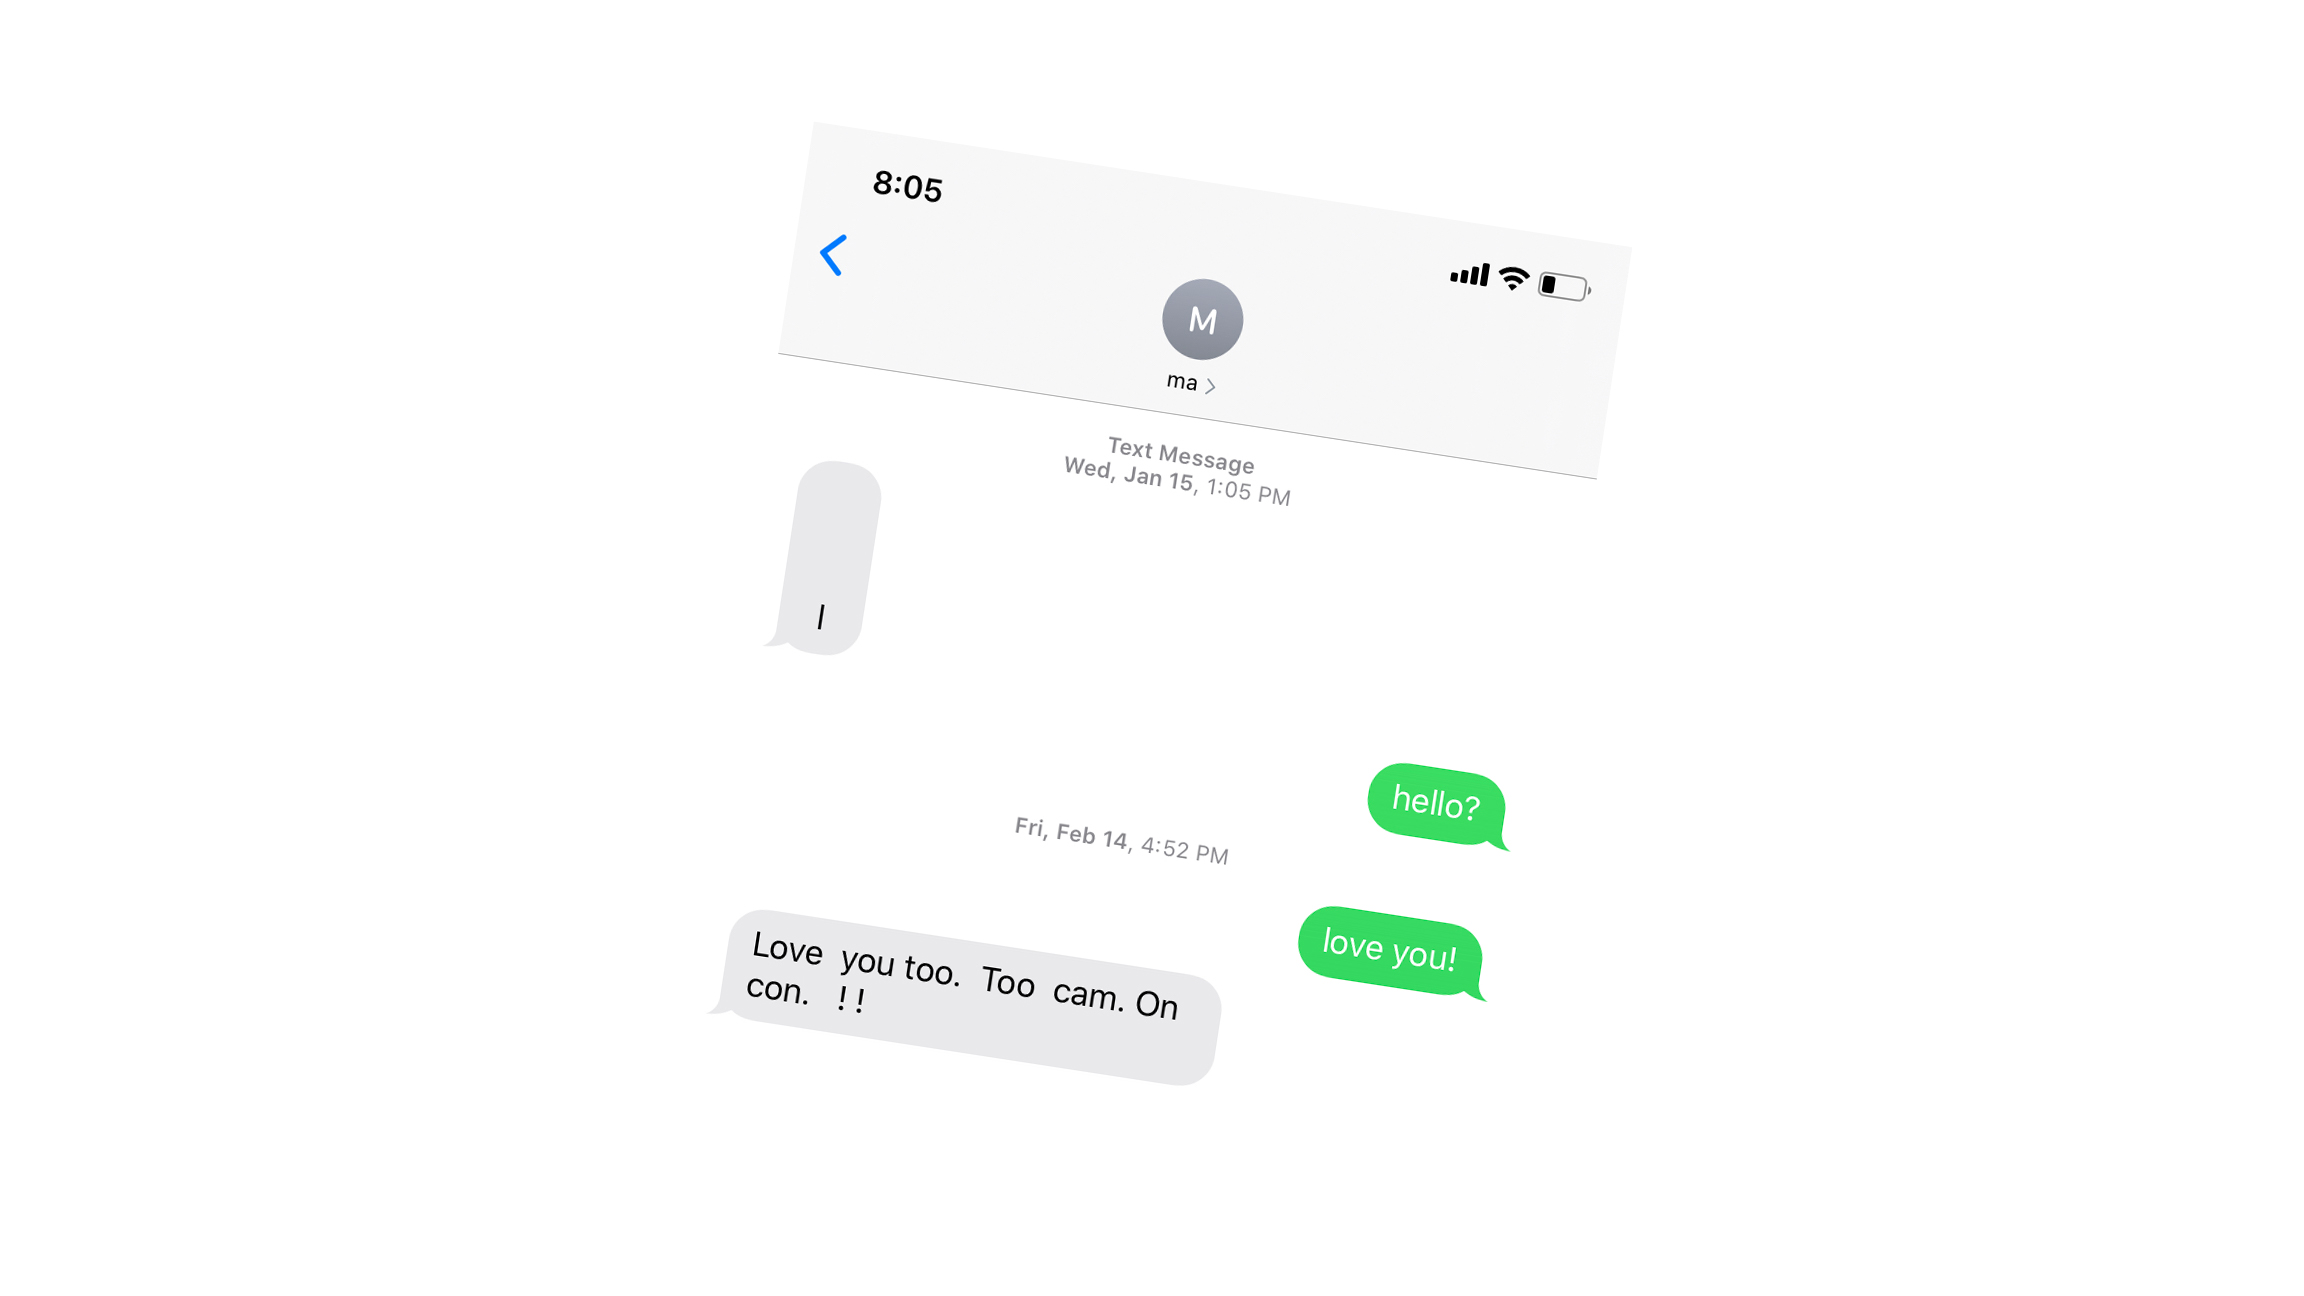 8:05
M
ma
Text Message
Wed, Jan 15, 1:05 PM
I
hello?
Fri, Feb 14, 4:52 PM
love you!
Love  you too.  Too  cam. On
con.   ! !